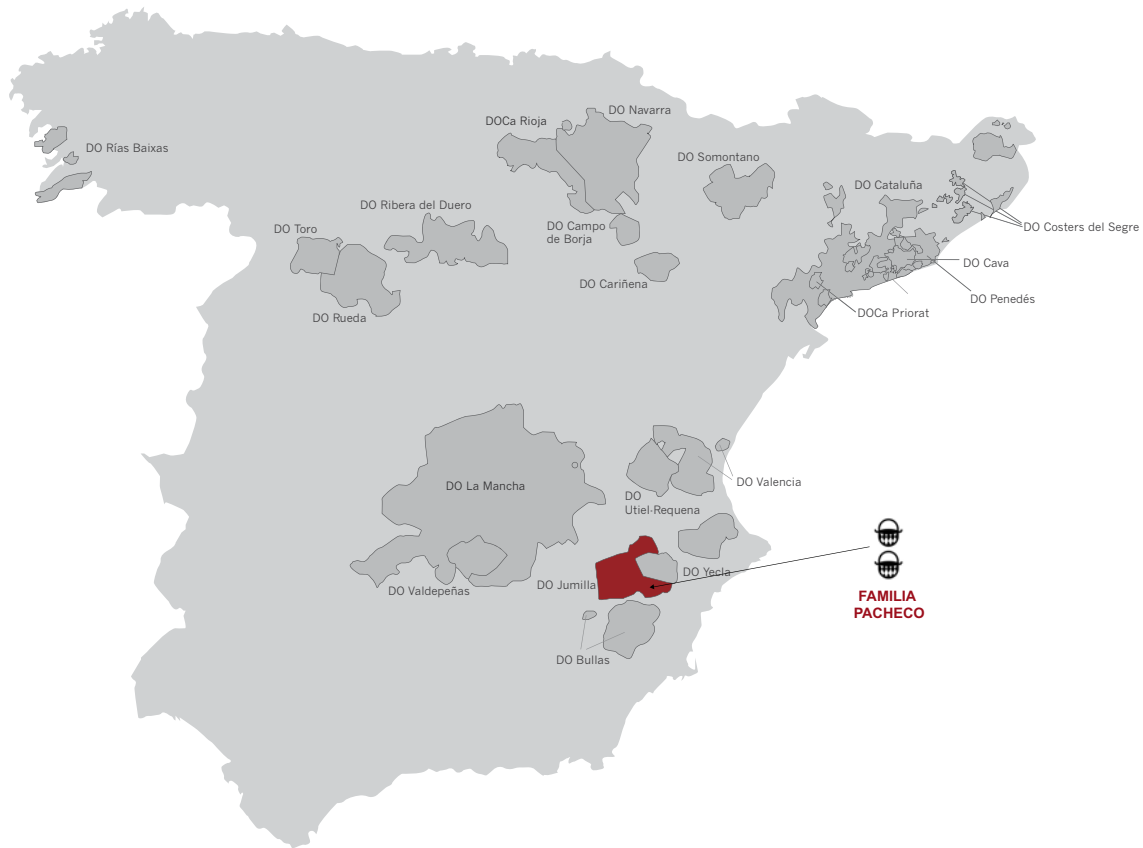 DO Navarra
DOCa Rioja
DO Rías Baixas
DO Somontano
DO Cataluña
DO Ribera del Duero
DO Toro
DO Campo
de Borja
DO Costers del Segre
DO Cava
DO Cariñena
DO Penedés
DO Rueda
DOCa Priorat
DO La Mancha
DO Valencia
DO
Utiel-Requena
DO Yecla
DO Jumilla
DO Valdepeñas
FAMILIA
PACHECO
DO Bullas